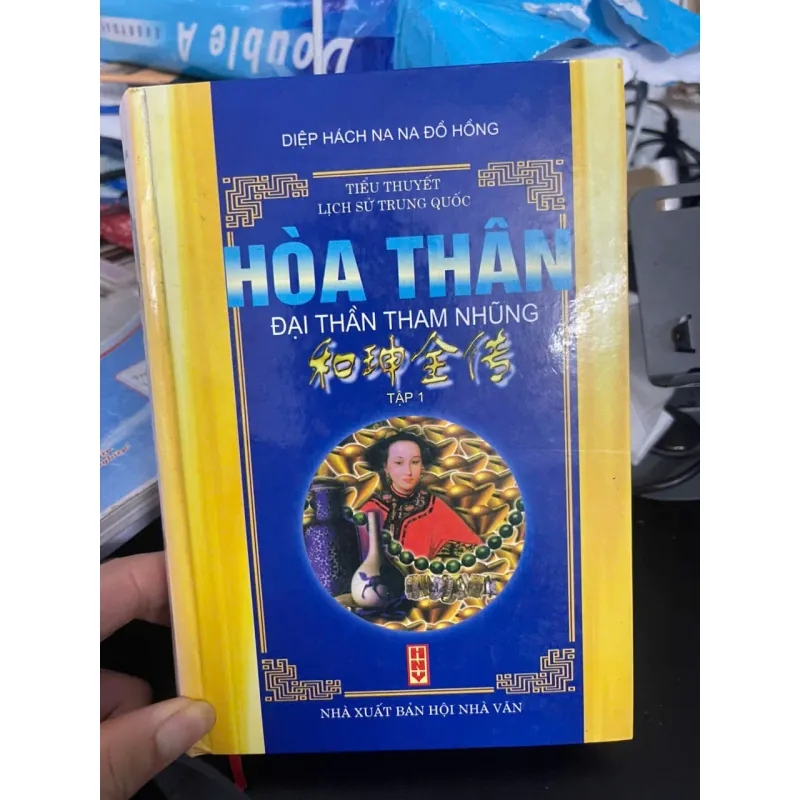 Double A
DIỆP HÁCH NA NA ĐỔ HỒNG
TIỂU THUYẾT
LỊCH SỬ TRUNG QUỐC
HÒA THÂN
ĐẠI THẦN THAM NHŨNG
和珅全传
TẬP 1
HNV
NHÀ XUẤT BẢN HỘI NHÀ VĂN